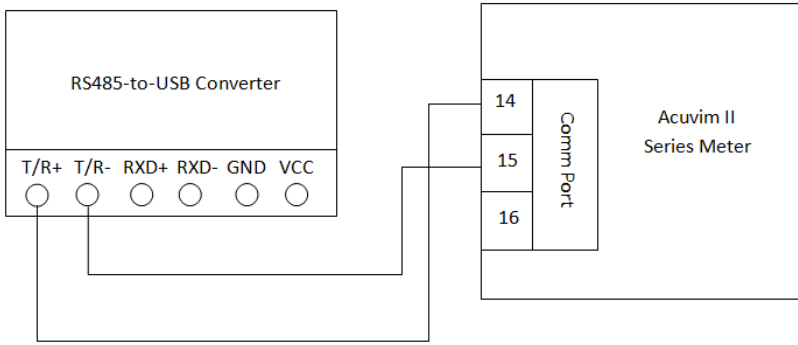 RS485-to-USB Converter
T/R+ T/R- RXD+ RXD- GND VCC
14
15
16
Comm Port
Acuvim II
Series Meter